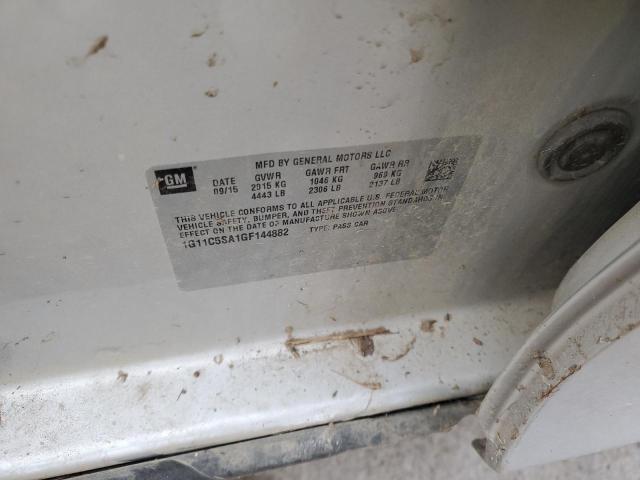 MFD BY GENERAL MOTORS LLC
GM DATE GVWR GAWR FRT GAWR RR
09/15 2015 KG 1046 KG 969 KG
4443 LB 2306 LB 2137 LB
THIS VEHICLE CONFORMS TO ALL APPLICABLE U.S. FEDERAL MOTOR
VEHICLE SAFETY, BUMPER, AND THEFT PREVENTION STANDARDS IN
EFFECT ON THE DATE OF MANUFACTURE SHOWN ABOVE.
1G11C5SA1GF144882 TYPE: PASS CAR